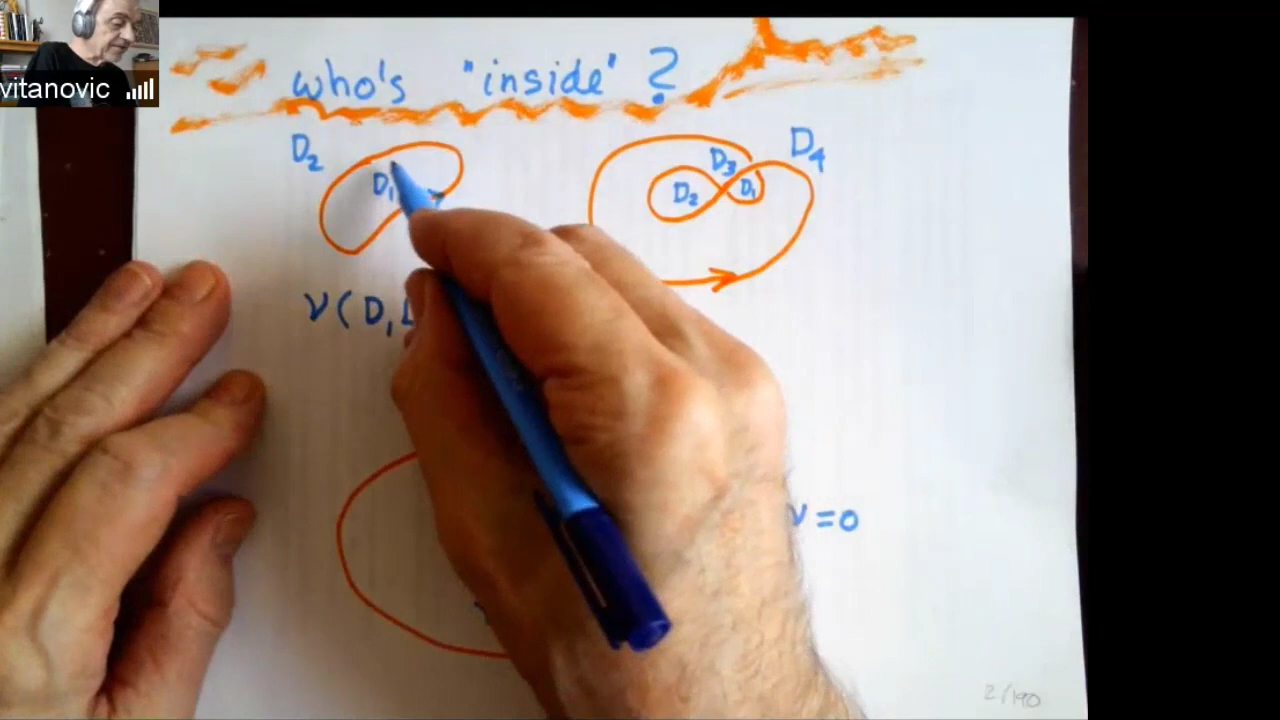 vitanovic
who's "inside" ?
D2 D1
D3 D4
D2 D1
ν(D1
ν=0
2/190